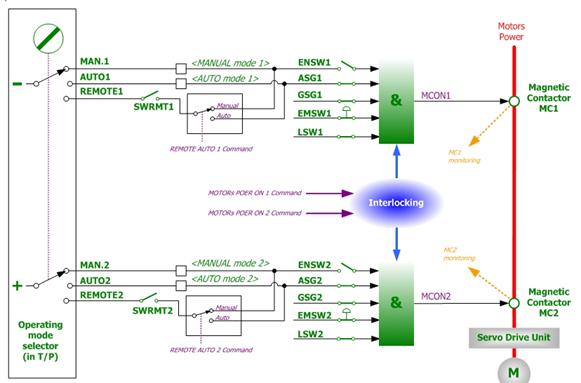 Motors
Power
MAN.1
<MANUAL mode 1>
ENSW1
AUTO1
<AUTO mode 1>
ASG1
REMOTE1
GSG1
SWRMT1
Manual
Auto
EMSW1
LSW1
&
MCON1
Magnetic
Contactor
MC1
REMOTE AUTO 1 Command
MC1
monitoring
MOTORs POER ON 1 Command
MOTORs POER ON 2 Command
Interlocking
MC2
monitoring
MAN.2
<MANUAL mode 2>
ENSW2
AUTO2
<AUTO mode 2>
ASG2
REMOTE2
GSG2
SWRMT2
Manual
Auto
EMSW2
LSW2
&
MCON2
Magnetic
Contactor
MC2
REMOTE AUTO 2 Command
Operating
mode
selector
(in T/P)
Servo Drive Unit
M